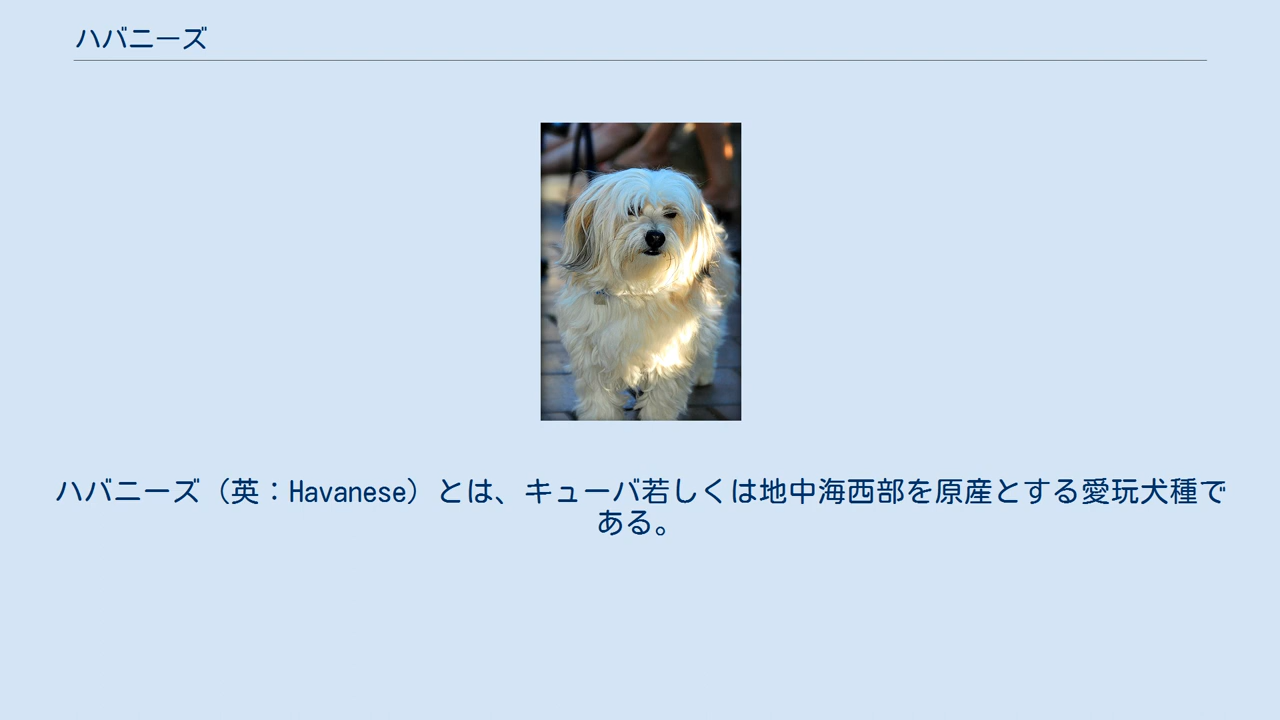 ハバニーズ
ハバニーズ（英：Havanese）とは、キューバ若しくは地中海西部を原産とする愛玩犬種で
ある。